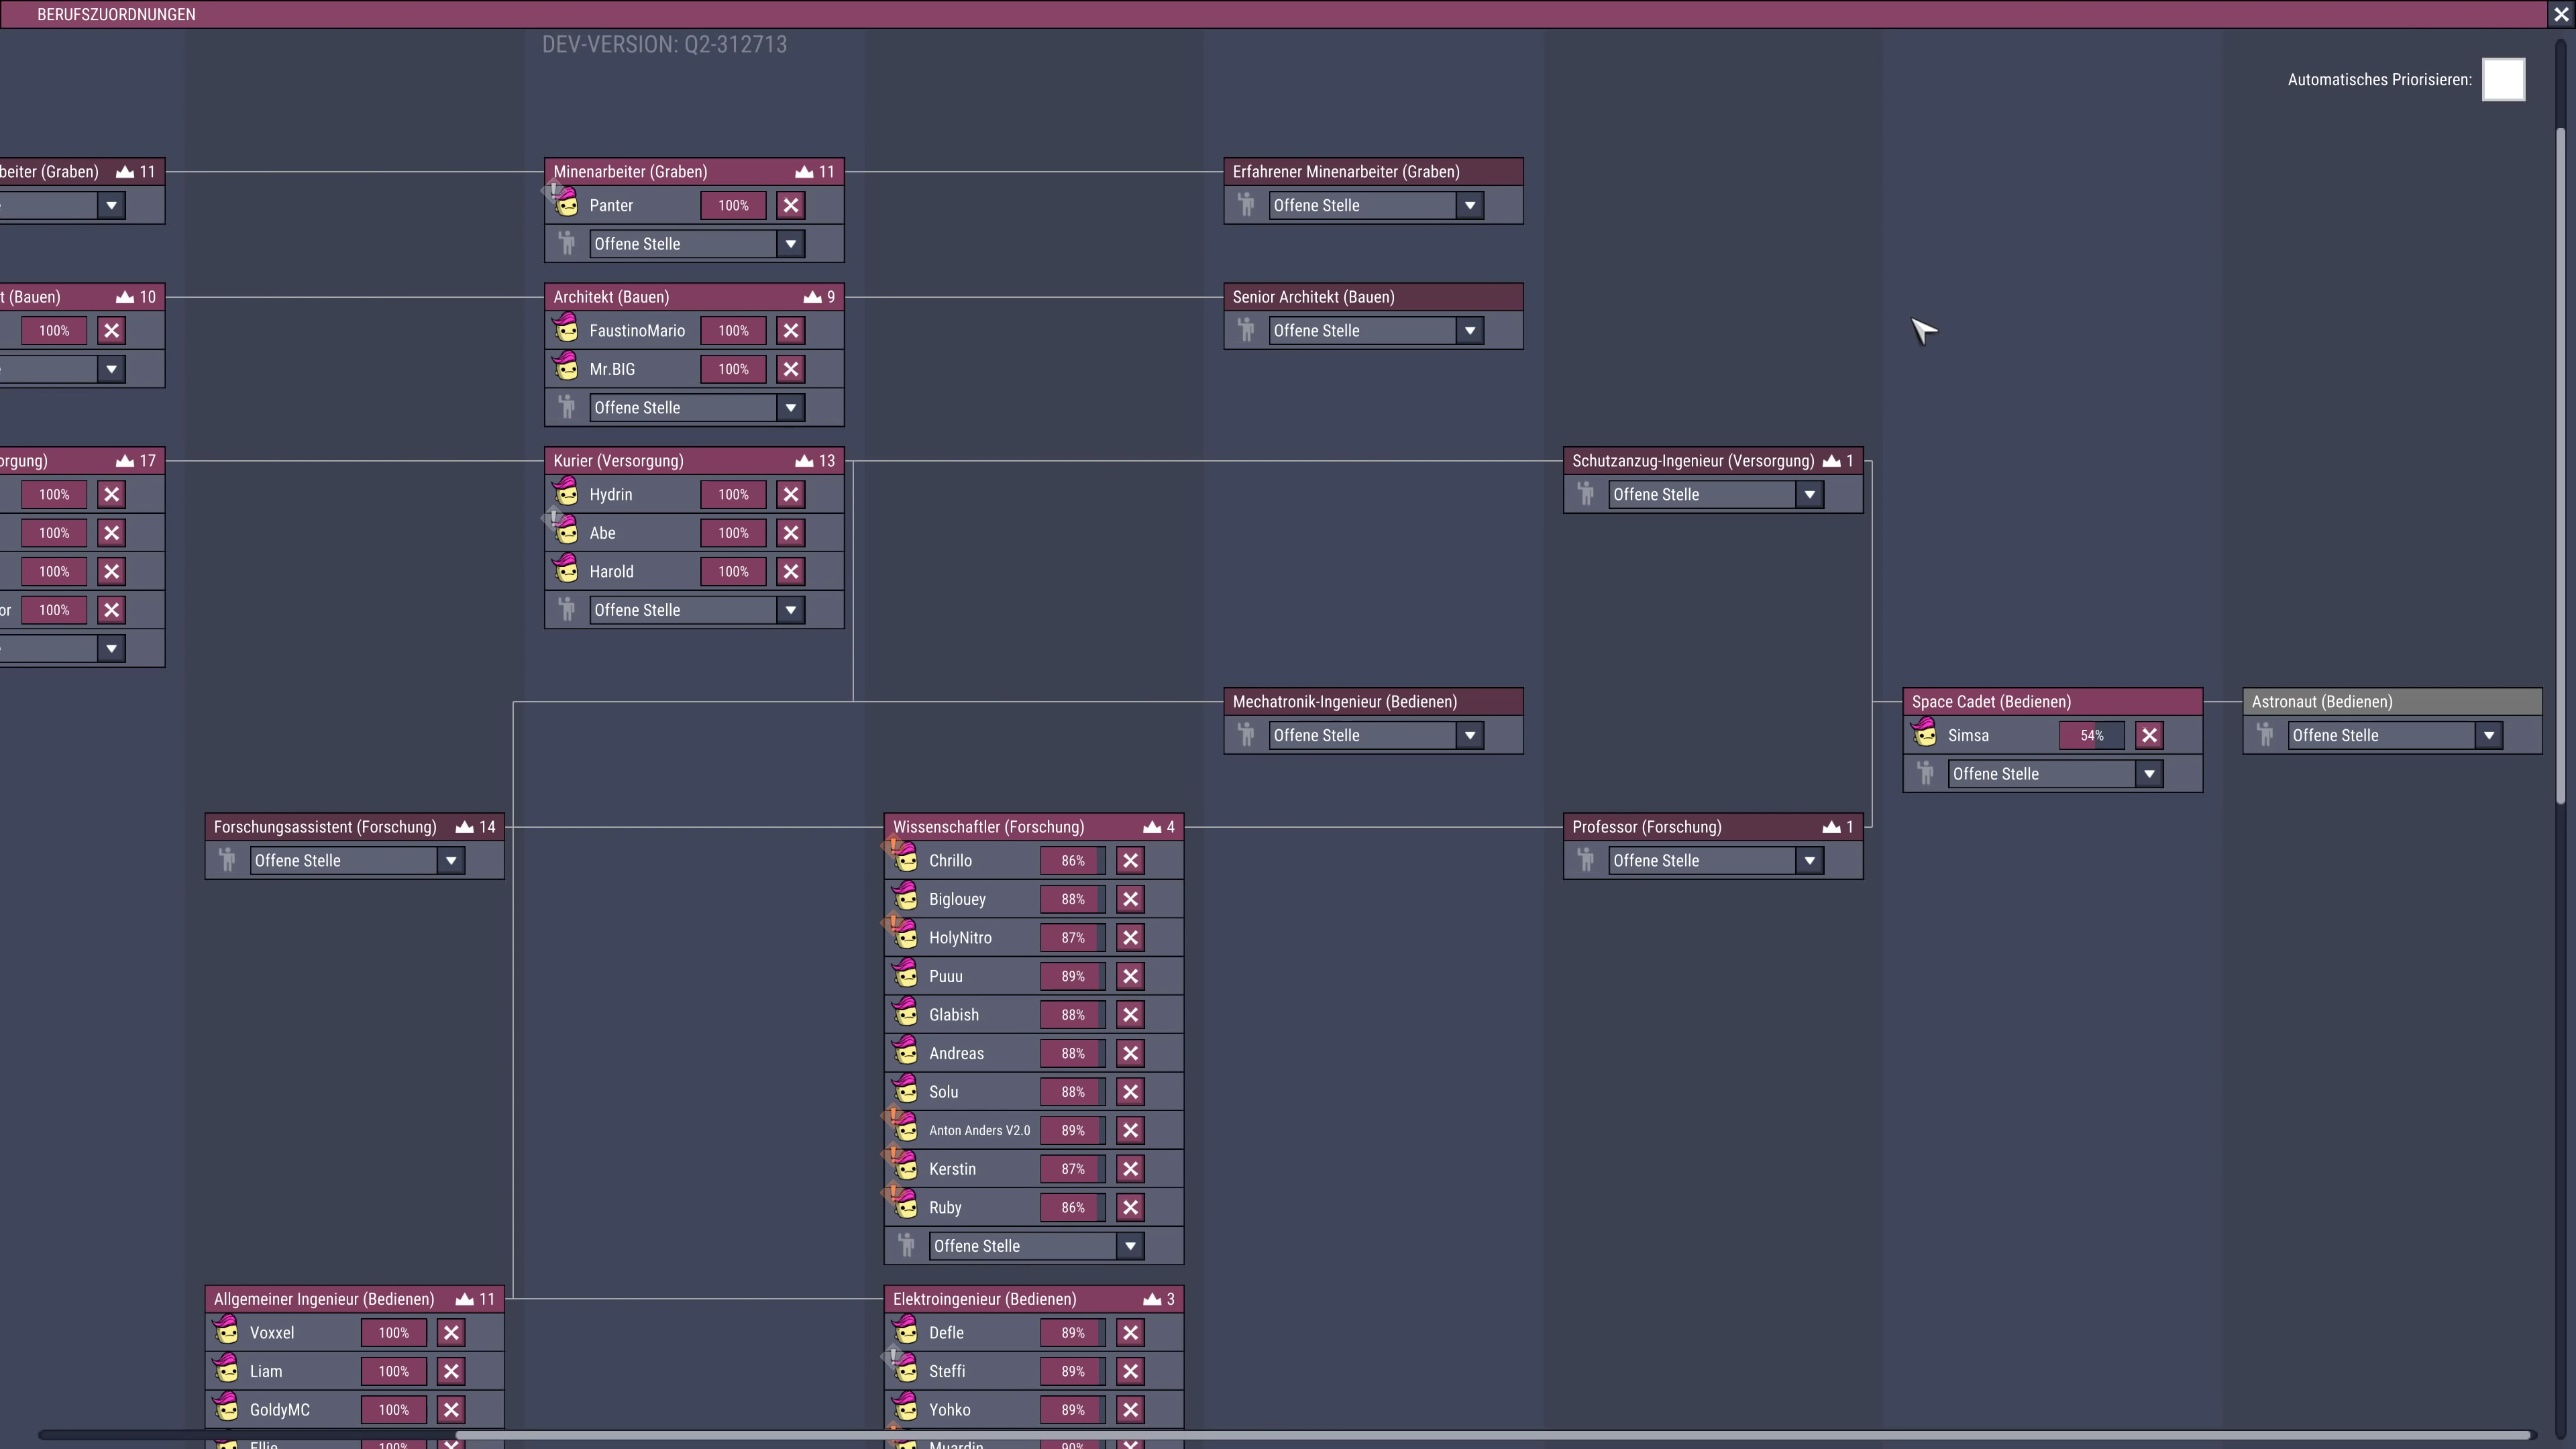 BERUFSZUORDNUNGEN
DEV-VERSION: Q2-312713
Automatisches Priorisieren:
beiter (Graben) 11
Minenarbeiter (Graben) 11
Panter 100%
Offene Stelle
Erfahrener Minenarbeiter (Graben)
Offene Stelle
t (Bauen) 10
100%
Architekt (Bauen) 9
FaustinoMario 100%
Mr.BIG 100%
Offene Stelle
Senior Architekt (Bauen)
Offene Stelle
orgung) 17
100%
100%
100%
or 100%
Kurier (Versorgung) 13
Hydrin 100%
Abe 100%
Harold 100%
Offene Stelle
Schutzanzug-Ingenieur (Versorgung) 1
Offene Stelle
Mechatronik-Ingenieur (Bedienen)
Offene Stelle
Space Cadet (Bedienen)
Simsa 54%
Offene Stelle
Astronaut (Bedienen)
Offene Stelle
Forschungsassistent (Forschung) 14
Offene Stelle
Wissenschaftler (Forschung) 4
Chrillo 86%
Biglouey 88%
HolyNitro 87%
Puuu 89%
Glabish 88%
Andreas 88%
Solu 88%
Anton Anders V2.0 89%
Kerstin 87%
Ruby 86%
Offene Stelle
Professor (Forschung) 1
Offene Stelle
Allgemeiner Ingenieur (Bedienen) 11
Voxxel 100%
Liam 100%
GoldyMC 100%
Ellie 100%
Elektroingenieur (Bedienen) 3
Defle 89%
Steffi 89%
Yohko 89%
Muardin 90%